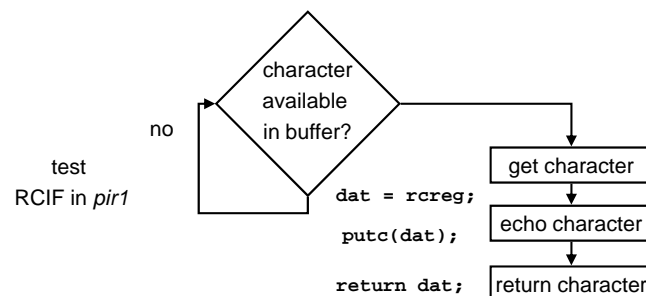 character
available
in buffer?
no
test
RCIF in pir1
get character
dat = rcreg;
echo character
putc(dat);
return dat;
return character